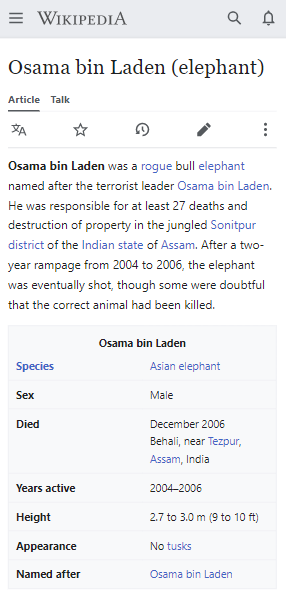 WIKIPEDIA
Osama bin Laden (elephant)
Article Talk
Osama bin Laden was a rogue bull elephant
named after the terrorist leader Osama bin Laden.
He was responsible for at least 27 deaths and
destruction of property in the jungled Sonitpur
district of the Indian state of Assam. After a two-
year rampage from 2004 to 2006, the elephant
was eventually shot, though some were doubtful
that the correct animal had been killed.
Osama bin Laden
Species Asian elephant
Sex Male
Died December 2006
Behali, near Tezpur,
Assam, India
Years active 2004–2006
Height 2.7 to 3.0 m (9 to 10 ft)
Appearance No tusks
Named after Osama bin Laden